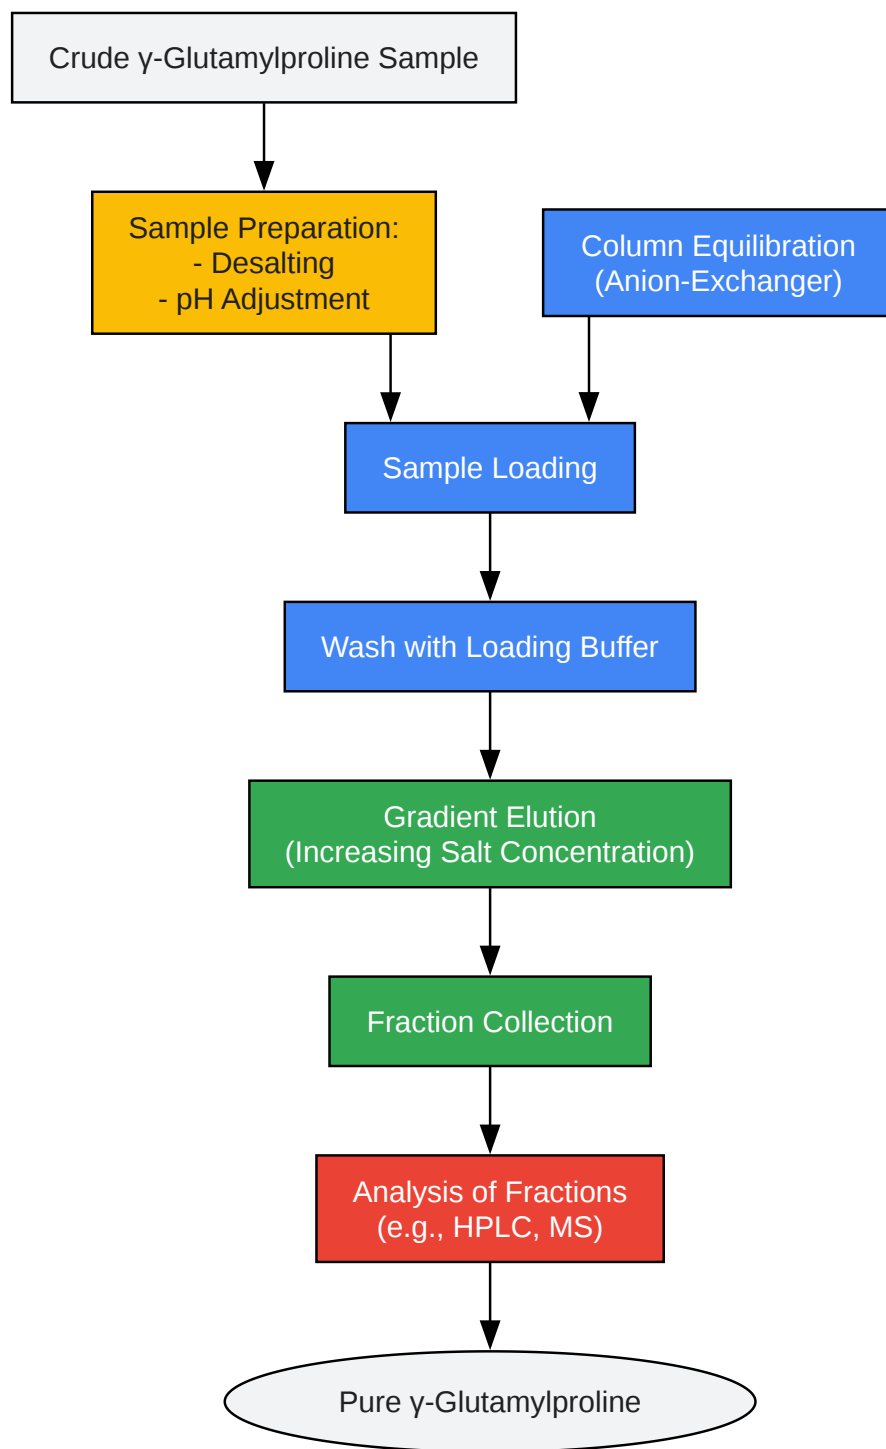 Crude γ-Glutamylproline Sample
Sample Preparation:
- Desalting
- pH Adjustment
Column Equilibration
(Anion-Exchanger)
Sample Loading
Wash with Loading Buffer
Gradient Elution
(Increasing Salt Concentration)
Fraction Collection
Analysis of Fractions
(e.g., HPLC, MS)
Pure γ-Glutamylproline